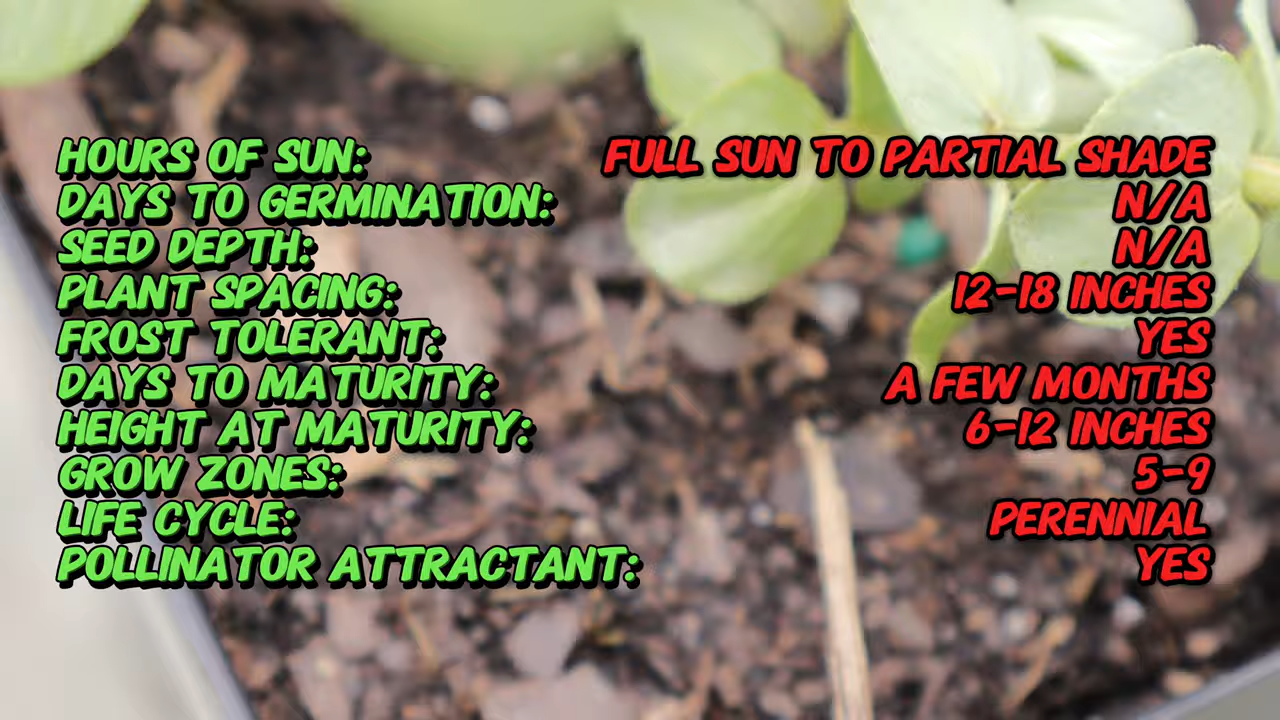 HOURS OF SUN: FULL SUN TO PARTIAL SHADE
DAYS TO GERMINATION: N/A
SEED DEPTH: N/A
PLANT SPACING: 12-18 INCHES
FROST TOLERANT: YES
DAYS TO MATURITY: A FEW MONTHS
HEIGHT AT MATURITY: 6-12 INCHES
GROW ZONES: 5-9
LIFE CYCLE: PERENNIAL
POLLINATOR ATTRACTANT: YES